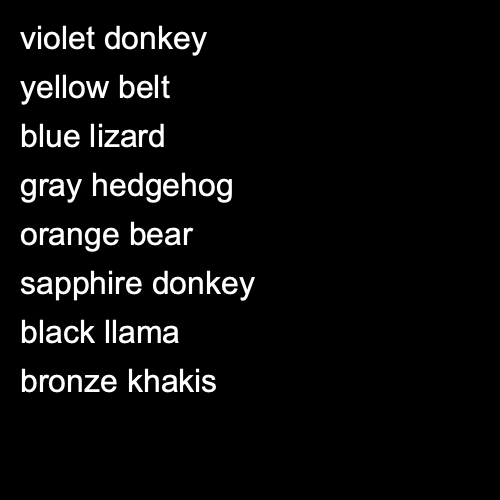 violet donkey
yellow belt
blue lizard
gray hedgehog
orange bear
sapphire donkey
black llama
bronze khakis